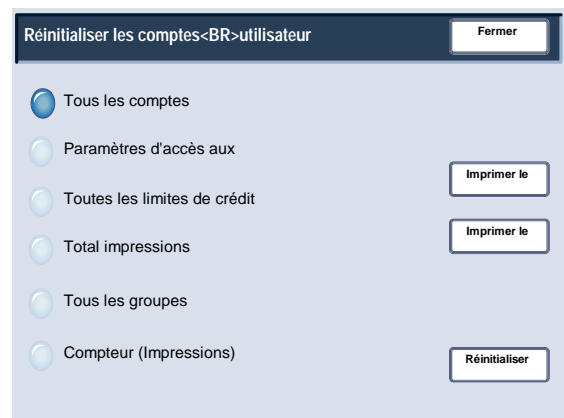 Réinitialiser les comptes<BR>utilisateur
Fermer
Tous les comptes
Paramètres d'accès aux
Imprimer le
Toutes les limites de crédit
Imprimer le
Total impressions
Tous les groupes
Compteur (Impressions)
Réinitialiser